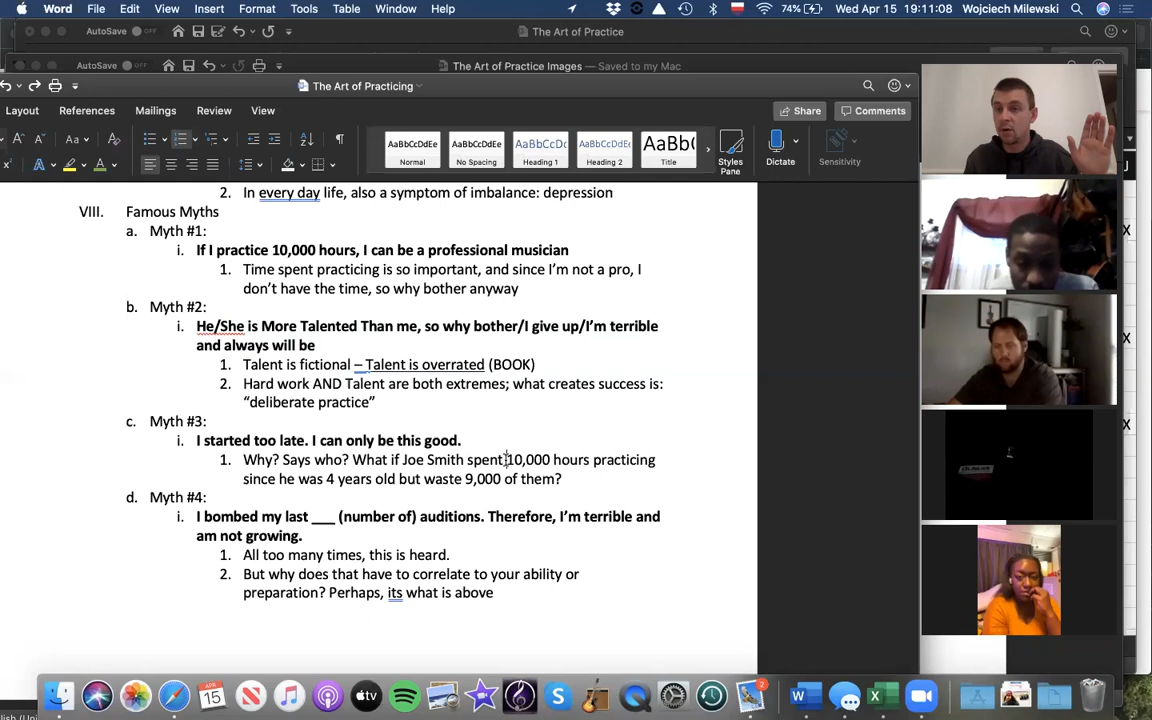 Word File Edit View Insert Format Tools Table Window Help 74% Wed Apr 15 19:11:08 Wojciech Milewski
AutoSave OFF The Art of Practice
AutoSave OFF The Art of Practice Images — Saved to my Mac
The Art of Practicing
Layout References Mailings Review View Share Comments
A A Aa A ¶ AaBbCcDdEe AaBbCcDdEe AaBbCcDc AaBbCcDdEe AaBb(
A A Normal No Spacing Heading 1 Heading 2 Title Styles Pane Dictate Sensitivity
2. In every day life, also a symptom of imbalance: depression
VIII. Famous Myths
a. Myth #1:
i. If I practice 10,000 hours, I can be a professional musician
1. Time spent practicing is so important, and since I'm not a pro, I
don't have the time, so why bother anyway
b. Myth #2:
i. He/She is More Talented Than me, so why bother/I give up/I'm terrible
and always will be
1. Talent is fictional – Talent is overrated (BOOK)
2. Hard work AND Talent are both extremes; what creates success is:
"deliberate practice"
c. Myth #3:
i. I started too late. I can only be this good.
1. Why? Says who? What if Joe Smith spent 10,000 hours practicing
since he was 4 years old but waste 9,000 of them?
d. Myth #4:
i. I bombed my last ___ (number of) auditions. Therefore, I'm terrible and
am not growing.
1. All too many times, this is heard.
2. But why does that have to correlate to your ability or
preparation? Perhaps, its what is above
X
X
X
APR
15
tv
2